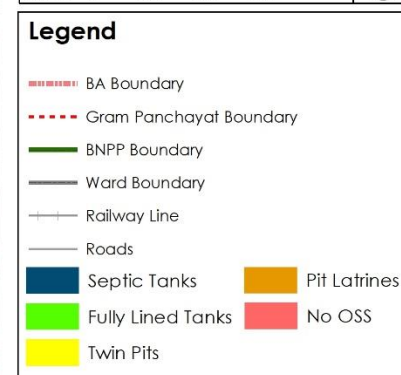 Legend
BA Boundary
Gram Panchayat Boundary
BNPP Boundary
Ward Boundary
Railway Line
Roads
Septic Tanks
Pit Latrines
Fully Lined Tanks
No OSS
Twin Pits